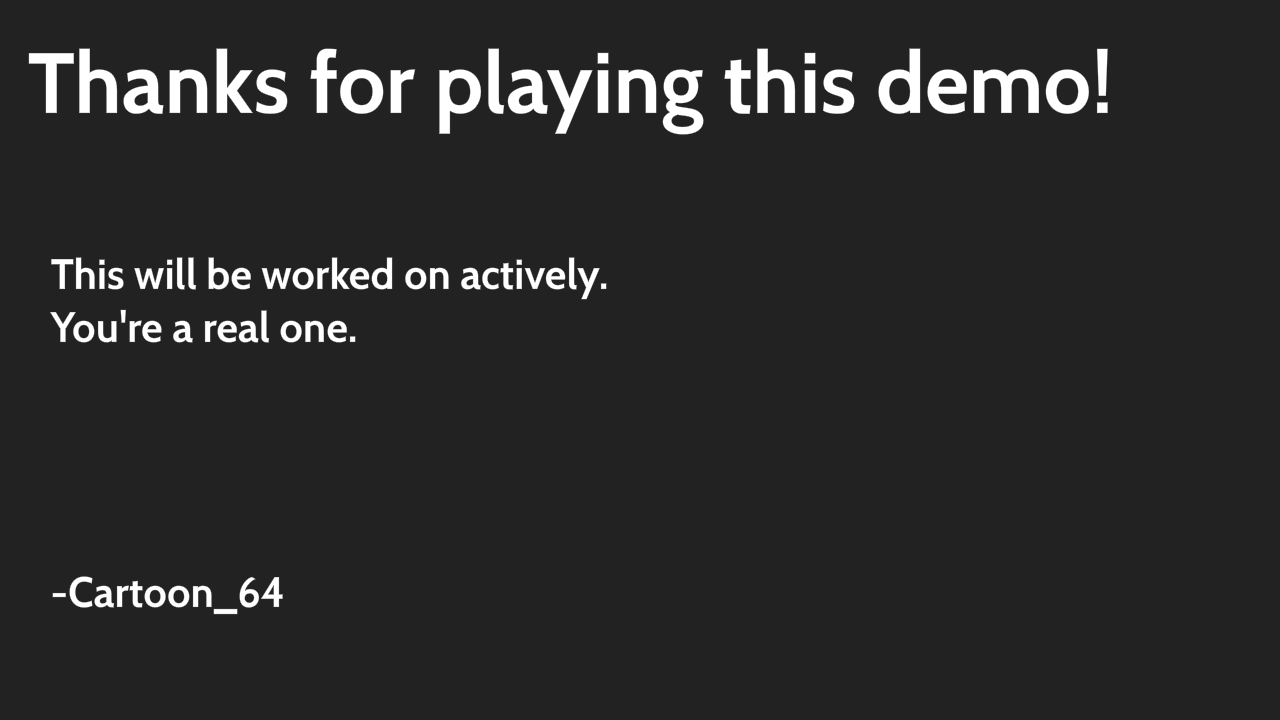 Thanks for playing this demo!
This will be worked on actively.
You're a real one.
-Cartoon_64